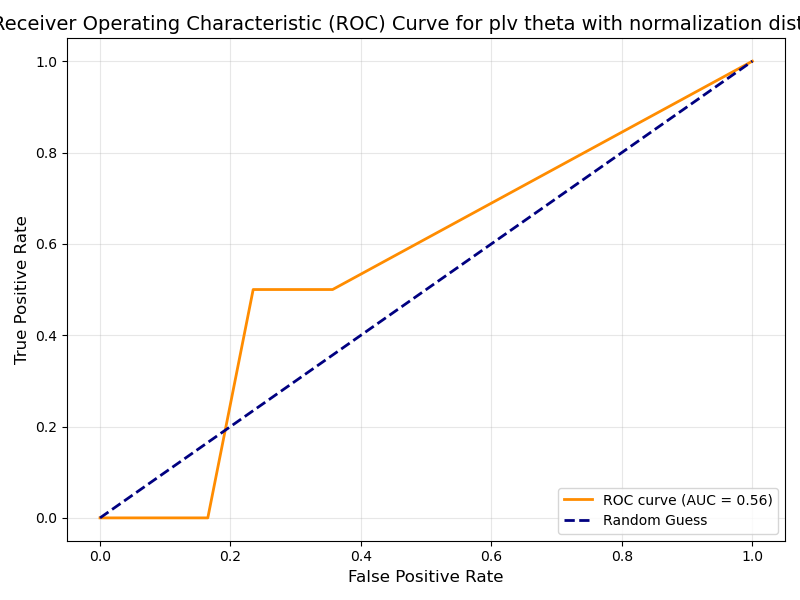 Receiver Operating Characteristic (ROC) Curve for plv theta with normalization dist
1.0
0.8
0.6
0.4
0.2
0.0
True Positive Rate
0.0 0.2 0.4 0.6 0.8 1.0
False Positive Rate
ROC curve (AUC = 0.56)
Random Guess